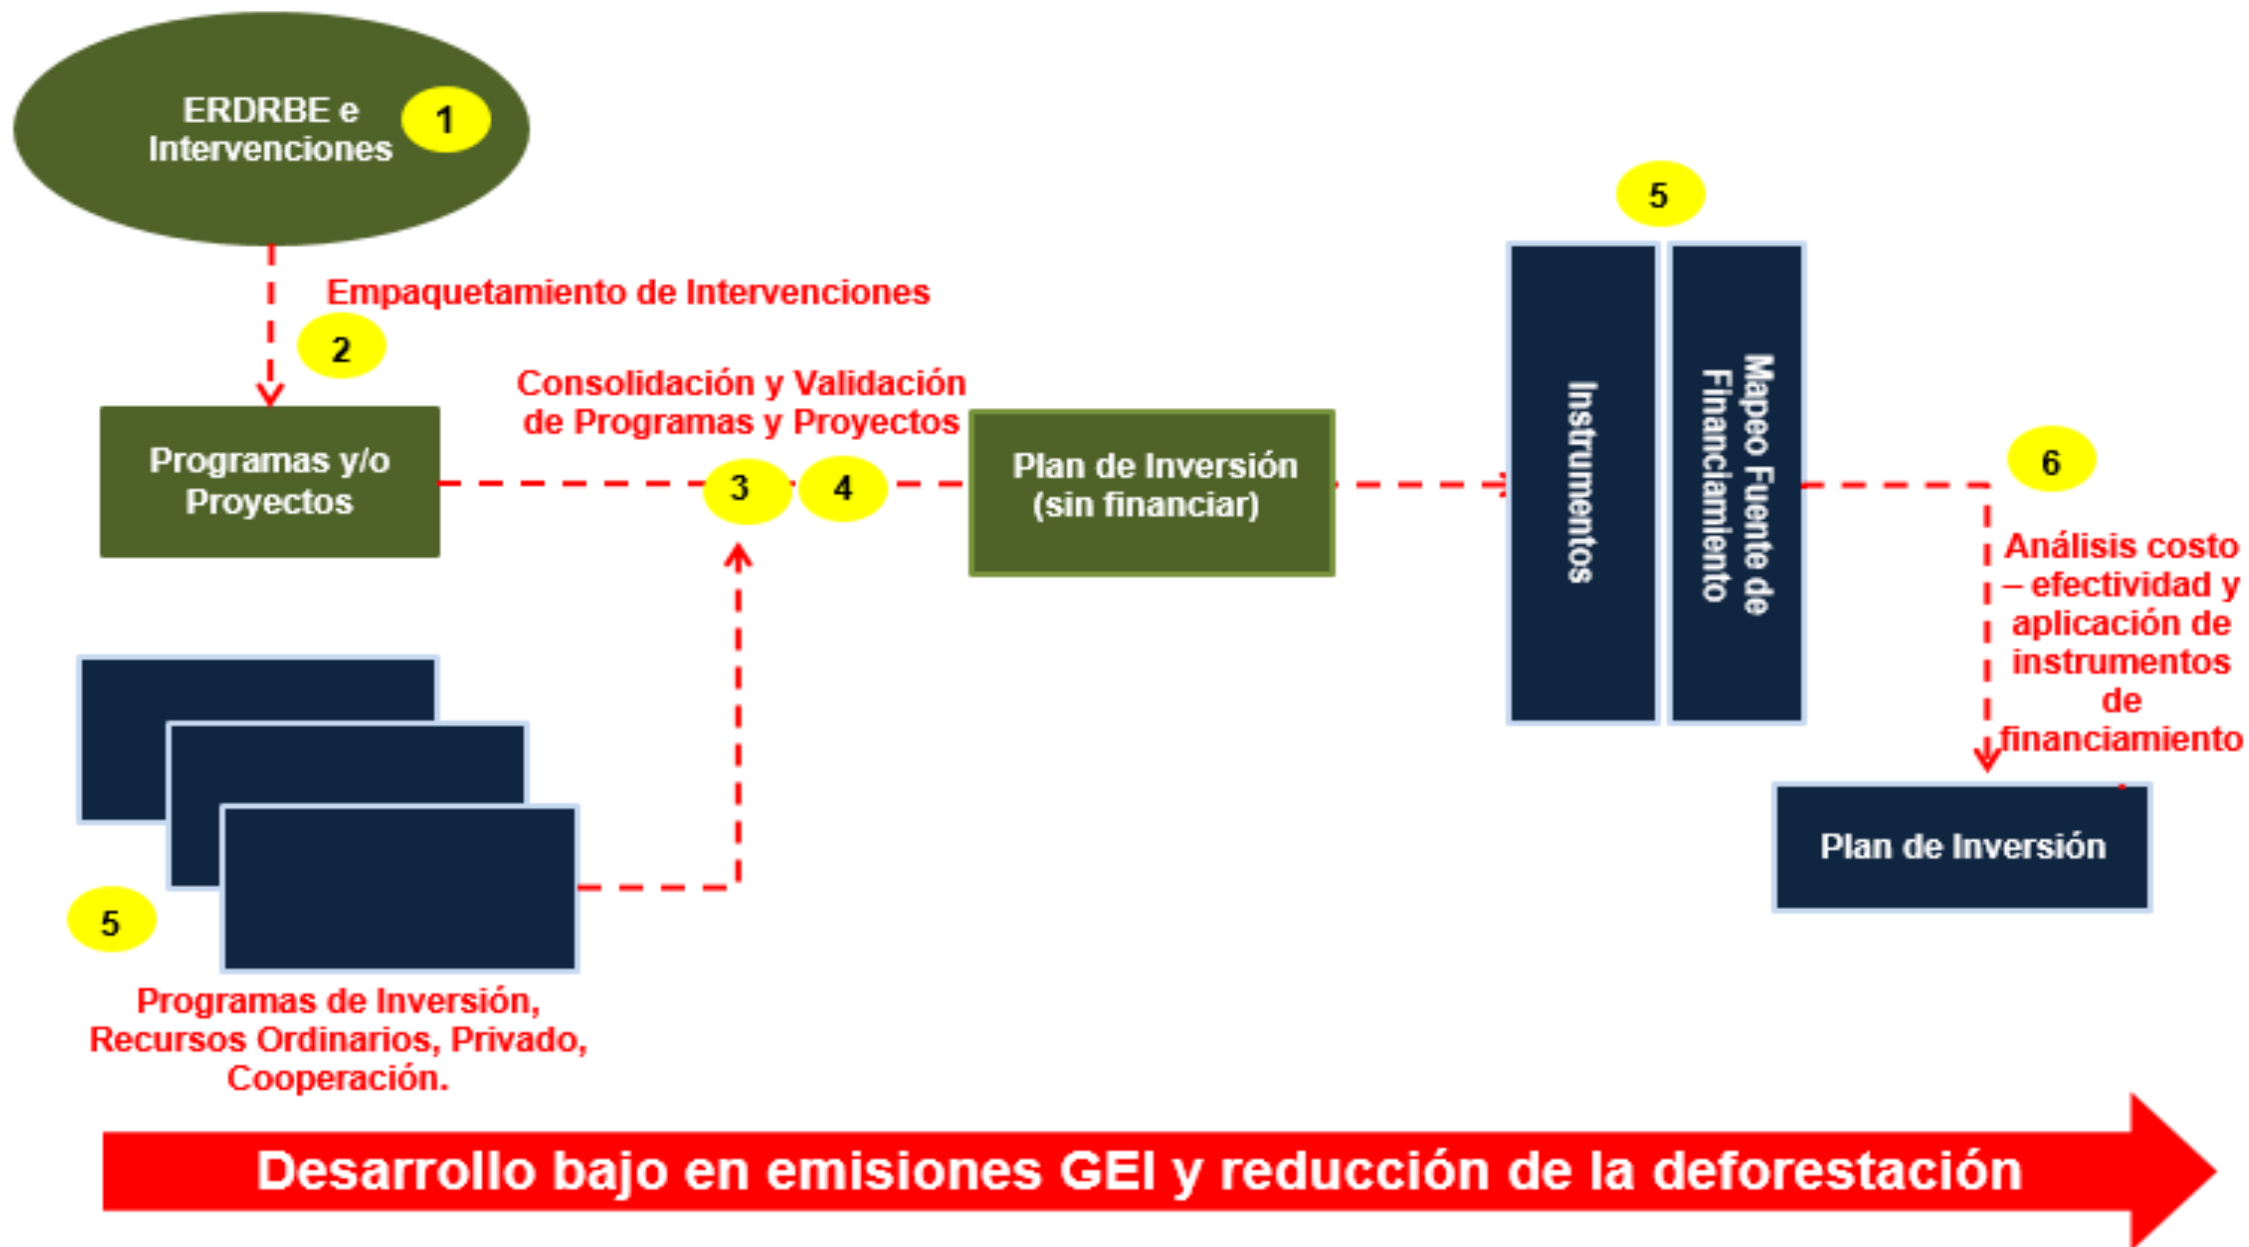 ERDRBE e
Intervenciones
1
Empaquetamiento de Intervenciones
2
Programas y/o
Proyectos
Consolidación y Validación
de Programas y Proyectos
3
4
Plan de Inversión
(sin financiar)
5
Instrumentos
Mapeo Fuente de
Financiamiento
6
Análisis costo
– efectividad y
aplicación de
instrumentos
de
financiamiento
Plan de Inversión
5
Programas de Inversión,
Recursos Ordinarios, Privado,
Cooperación.
Desarrollo bajo en emisiones GEI y reducción de la deforestación